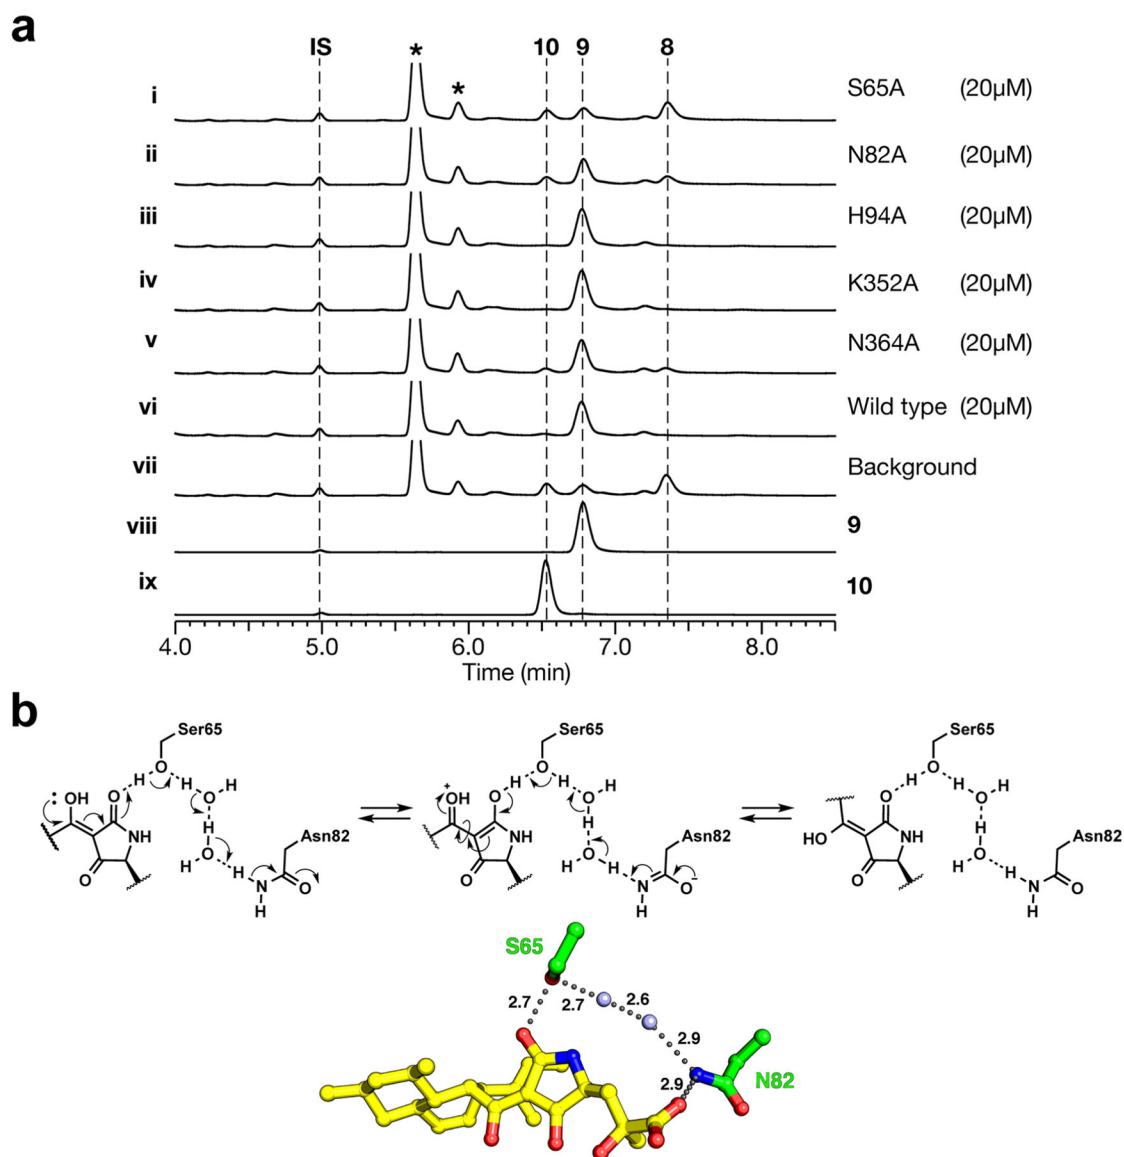 a
IS * 10 9 8
*
i S65A (20µM)
ii N82A (20µM)
iii H94A (20µM)
iv K352A (20µM)
v N364A (20µM)
vi Wild type (20µM)
vii Background
viii 9
ix 10
4.0 5.0 6.0 7.0 8.0
Time (min)
b
Ser65 Ser65 Ser65
H O H H
OH O O H
NH
O
H
O H
H N O
H
Asn82
+
OH O H O H H
O H
NH
O
H
O H
H N O -
H
Asn82
O H O H H
O H
HO NH
O
H
O H
H N O
H
Asn82
S65
2.7 2.7 2.6
2.9
2.9 N82